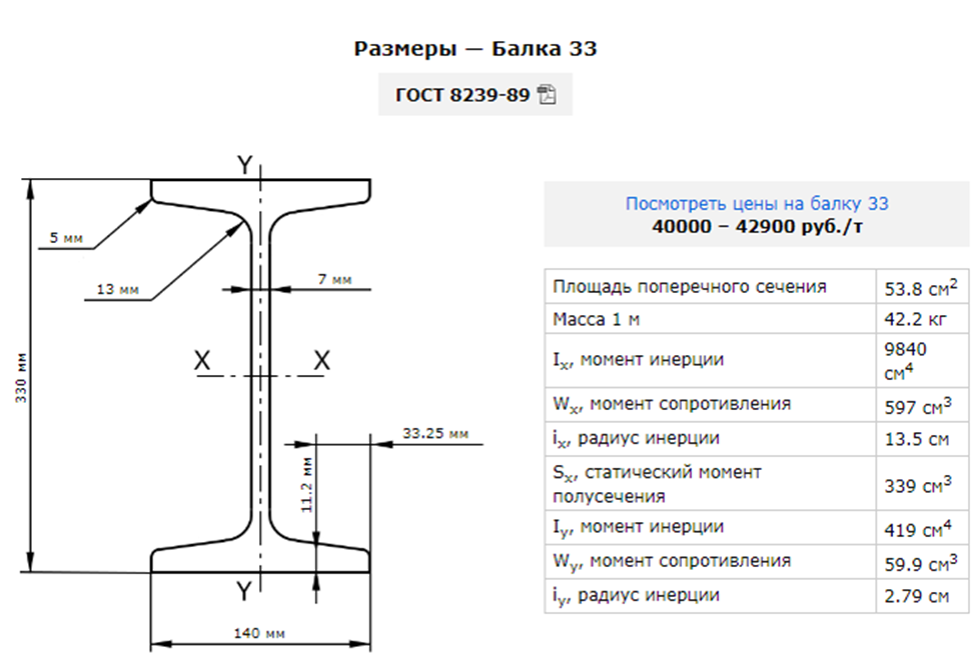 Размеры — Балка 33
ГОСТ 8239-89
Y
5 мм
13 мм
7 мм
X X
330 мм
33.25 мм
11.2 мм
Y
140 мм
Посмотреть цены на балку 33
40000 – 42900 руб./т
Площадь поперечного сечения 53.8 см²
Масса 1 м 42.2 кг
Iₓ, момент инерции 9840
см⁴
Wₓ, момент сопротивления 597 см³
iₓ, радиус инерции 13.5 см
Sₓ, статический момент
полусечения 339 см³
Iᵧ, момент инерции 419 см⁴
Wᵧ, момент сопротивления 59.9 см³
iᵧ, радиус инерции 2.79 см